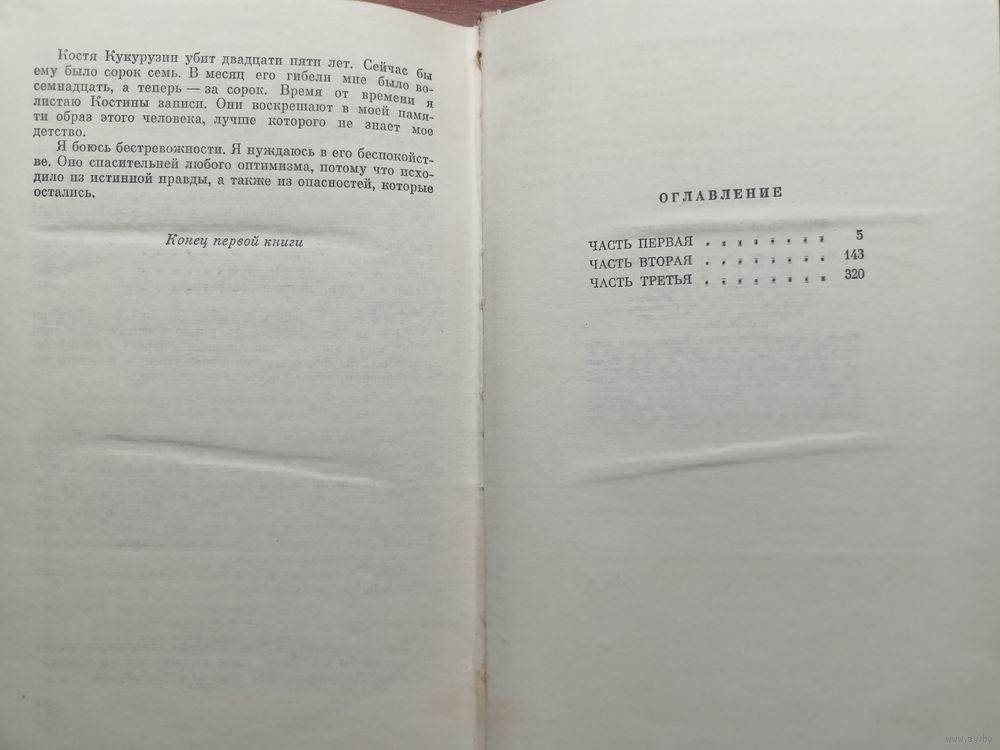 Костя Кукурузин убит двадцати пяти лет. Сейчас бы
ему было сорок семь. В месяц его гибели мне было во-
семнадцать, а теперь — за сорок. Время от времени я
листаю Костины записи. Они воскрешают в моей памя-
ти образ этого человека, лучше которого не знает мое
детство.
Я боюсь бестревожности. Я нуждаюсь в его беспокойст-
ве. Оно спасительней любого оптимизма, потому что исхо-
дило из истинной правды, а также из опасностей, которые
остались.
Конец первой книги
ОГЛАВЛЕНИЕ
ЧАСТЬ ПЕРВАЯ . . . . . . . . 5
ЧАСТЬ ВТОРАЯ . . . . . . . . 143
ЧАСТЬ ТРЕТЬЯ . . . . . . . . 320
www.ay.by